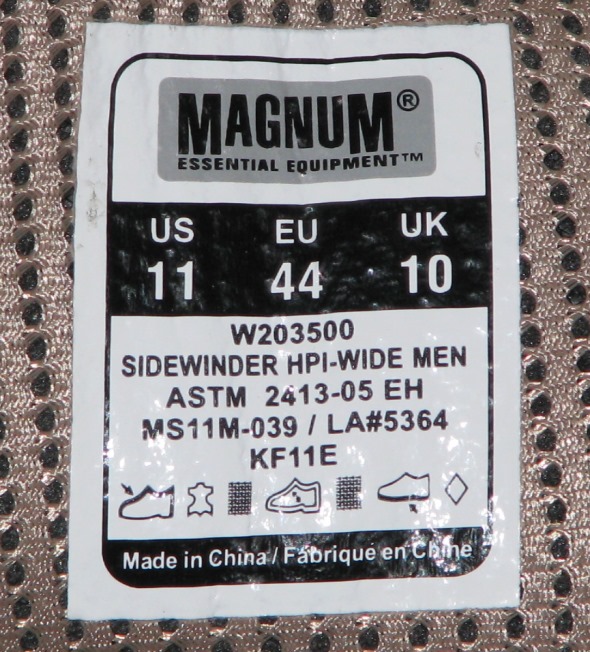 MAGNUM®
ESSENTIAL EQUIPMENT™
US EU UK
11 44 10
W203500
SIDEWINDER HPI-WIDE MEN
ASTM 2413-05 EH
MS11M-039 / LA#5364
KF11E
Made in China / Fabriqué en Chine